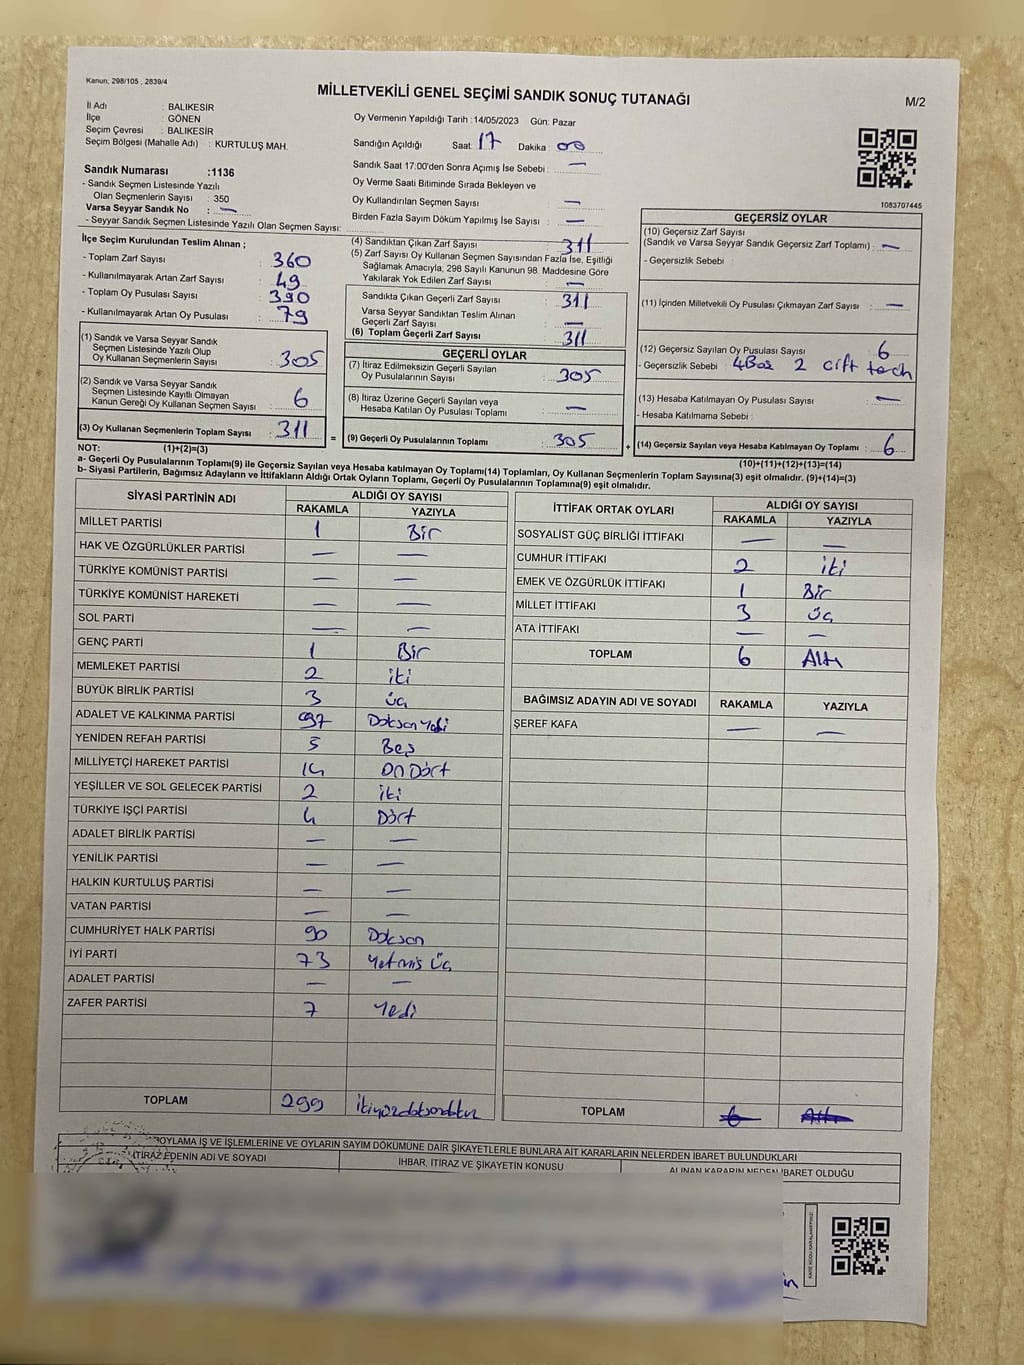 Kanun; 298/105 , 2839/4
MİLLETVEKİLİ GENEL SEÇİMİ SANDIK SONUÇ TUTANAĞI
M/2
İl Adı : BALIKESİR
İlçe : GÖNEN
Seçim Çevresi : BALIKESİR
Seçim Bölgesi (Mahalle Adı) : KURTULUŞ MAH.
Oy Vermenin Yapıldığı Tarih :14/05/2023 Gün: Pazar
Sandığın Açıldığı Saat: 17 Dakika: 00
Sandık Saat 17:00'den Sonra Açımış İse Sebebi : —
Oy Verme Saati Bitiminde Sırada Bekleyen ve
Oy Kullandırılan Seçmen Sayısı : —
Birden Fazla Sayım Döküm Yapılmış İse Sayısı : —
1083707445
Sandık Numarası :1136
- Sandık Seçmen Listesinde Yazılı
Olan Seçmenlerin Sayısı : 350
Varsa Seyyar Sandık No : —
- Seyyar Sandık Seçmen Listesinde Yazılı Olan Seçmen Sayısı:
İlçe Seçim Kurulundan Teslim Alınan ;
- Toplam Zarf Sayısı : 360
- Kullanılmayarak Artan Zarf Sayısı : 49
- Toplam Oy Pusulası Sayısı : 390
- Kullanılmayarak Artan Oy Pusulası : 79
(1) Sandık ve Varsa Seyyar Sandık
Seçmen Listesinde Yazılı Olup
Oy Kullanan Seçmenlerin Sayısı : 305
(2) Sandık ve Varsa Seyyar Sandık
Seçmen Listesinde Kayıtlı Olmayan
Kanun Gereği Oy Kullanan Seçmen Sayısı : 6
(3) Oy Kullanan Seçmenlerin Toplam Sayısı : 311
(4) Sandıktan Çıkan Zarf Sayısı : 311
(5) Zarf Sayısı Oy Kullanan Seçmen Sayısından Fazla İse, Eşitliği
Sağlamak Amacıyla, 298 Sayılı Kanunun 98. Maddesine Göre
Yakılarak Yok Edilen Zarf Sayısı : —
Sandıkta Çıkan Geçerli Zarf Sayısı : 311
Varsa Seyyar Sandıktan Teslim Alınan
Geçerli Zarf Sayısı : —
(6) Toplam Geçerli Zarf Sayısı : 311
GEÇERLİ OYLAR
(7) İtiraz Edilmeksizin Geçerli Sayılan
Oy Pusulalarının Sayısı : 305
(8) İtiraz Üzerine Geçerli Sayılan veya
Hesaba Katılan Oy Pusulası Toplamı : —
= (9) Geçerli Oy Pusulalarının Toplamı : 305
GEÇERSİZ OYLAR
(10) Geçersiz Zarf Sayısı
(Sandık ve Varsa Seyyar Sandık Geçersiz Zarf Toplamı) : —
- Geçersizlik Sebebi :
(11) İçinden Milletvekili Oy Pusulası Çıkmayan Zarf Sayısı : —
(12) Geçersiz Sayılan Oy Pusulası Sayısı : 6
- Geçersizlik Sebebi : 4 Boş 2 çift
(13) Hesaba Katılmayan Oy Pusulası Sayısı : —
- Hesaba Katılmama Sebebi :
+ (14) Geçersiz Sayılan veya Hesaba Katılmayan Oy Toplamı : 6
NOT: (1)+(2)=(3)
(10)+(11)+(12)+(13)=(14)
a- Geçerli Oy Pusulalarının Toplamı(9) ile Geçersiz Sayılan veya Hesaba katılmayan Oy Toplamı(14) Toplamları, Oy Kullanan Seçmenlerin Toplam Sayısına(3) eşit olmalıdır. (9)+(14)=(3)
b- Siyasi Partilerin, Bağımsız Adayların ve İttifakların Aldığı Ortak Oyların Toplamı, Geçerli Oy Pusulalarının Toplamına(9) eşit olmalıdır.
SİYASİ PARTİNİN ADI ALDIĞI OY SAYISI
RAKAMLA YAZIYLA
MİLLET PARTİSİ 1 Bir
HAK VE ÖZGÜRLÜKLER PARTİSİ — —
TÜRKİYE KOMÜNİST PARTİSİ — —
TÜRKİYE KOMÜNİST HAREKETİ — —
SOL PARTİ — —
GENÇ PARTİ 1 Bir
MEMLEKET PARTİSİ 2 iki
BÜYÜK BİRLİK PARTİSİ 3 üç
ADALET VE KALKINMA PARTİSİ 97 Doksan Yedi
YENİDEN REFAH PARTİSİ 5 Beş
MİLLİYETÇİ HAREKET PARTİSİ 14 On Dört
YEŞİLLER VE SOL GELECEK PARTİSİ 2 iki
TÜRKİYE İŞÇİ PARTİSİ 4 Dört
ADALET BİRLİK PARTİSİ — —
YENİLİK PARTİSİ — —
HALKIN KURTULUŞ PARTİSİ — —
VATAN PARTİSİ — —
CUMHURİYET HALK PARTİSİ 90 Doksan
İYİ PARTİ 73 Yetmiş Üç
ADALET PARTİSİ — —
ZAFER PARTİSİ 7 Yedi
TOPLAM 299 ikiyüzdoksandokuz
İTTİFAK ORTAK OYLARI ALDIĞI OY SAYISI
RAKAMLA YAZIYLA
SOSYALİST GÜÇ BİRLİĞİ İTTİFAKI — —
CUMHUR İTTİFAKI 2 iki
EMEK VE ÖZGÜRLÜK İTTİFAKI 1 Bir
MİLLET İTTİFAKI 3 üç
ATA İTTİFAKI — —
TOPLAM 6 Altı
BAĞIMSIZ ADAYIN ADI VE SOYADI RAKAMLA YAZIYLA
ŞEREF KAFA — —
TOPLAM 6 Altı
OYLAMA İŞ VE İŞLEMLERİNE VE OYLARIN SAYIM DÖKÜMÜNE DAİR ŞİKAYETLERLE BUNLARA AİT KARARLARIN NELERDEN İBARET BULUNDUKLARI
İTİRAZ EDENİN ADI VE SOYADI İHBAR, İTİRAZ VE ŞİKAYETİN KONUSU ALINAN KARARIN NEDEN İBARET OLDUĞU